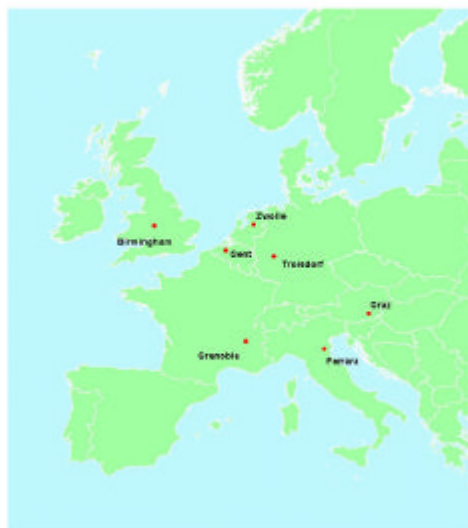 Zwolle
Birmingham
Gent
Troisdorf
Graz
Grenoble
Ferrara